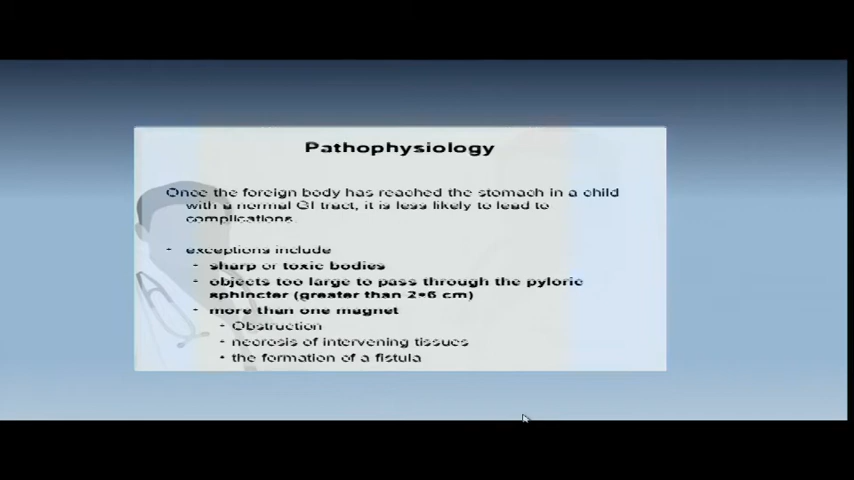 Pathophysiology
Once the foreign body has reached the stomach in a child
with a normal GI tract, it is less likely to lead to
complications.
- exceptions include
- sharp or toxic bodies
- objects too large to pass through the pyloric
sphincter (greater than 2*6 cm)
- more than one magnet
• Obstruction
• necrosis of intervening tissues
• the formation of a fistula